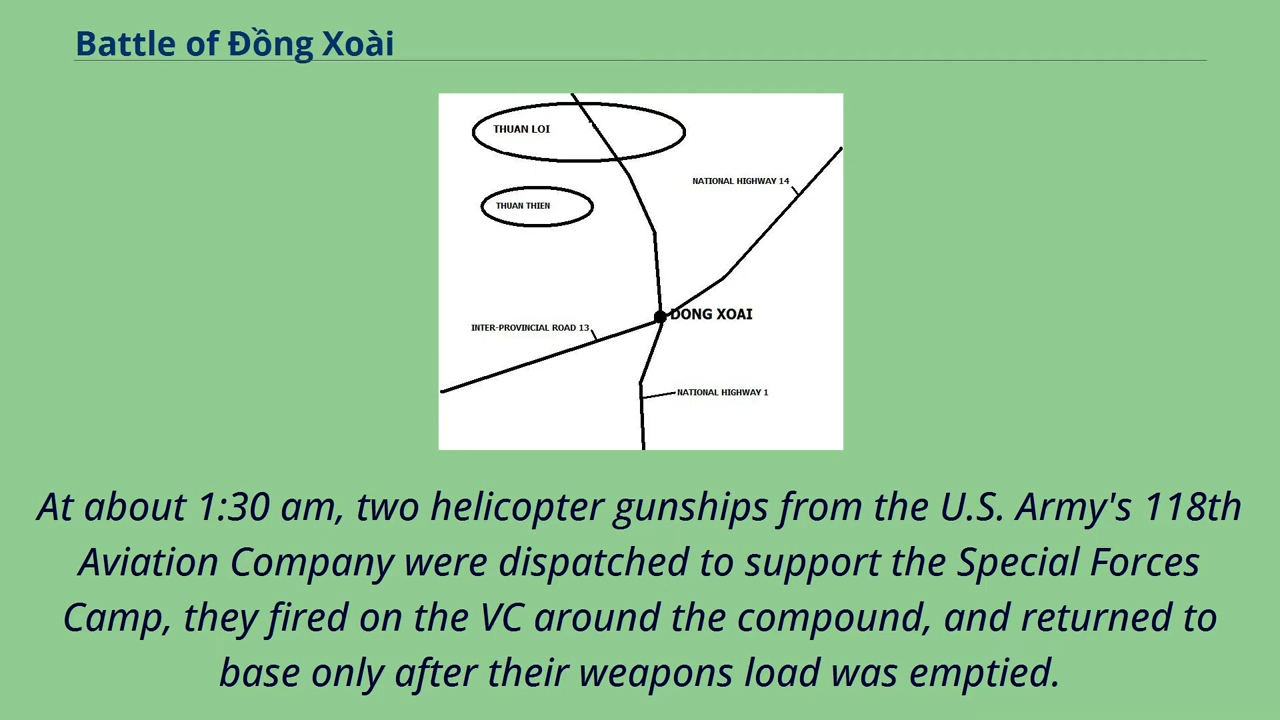 Battle of Đồng Xoài
THUAN LOI
NATIONAL HIGHWAY 14
THUAN THIEN
DONG XOAI
INTER-PROVINCIAL ROAD 13
NATIONAL HIGHWAY 1
At about 1:30 am, two helicopter gunships from the U.S. Army's 118th
Aviation Company were dispatched to support the Special Forces
Camp, they fired on the VC around the compound, and returned to
base only after their weapons load was emptied.